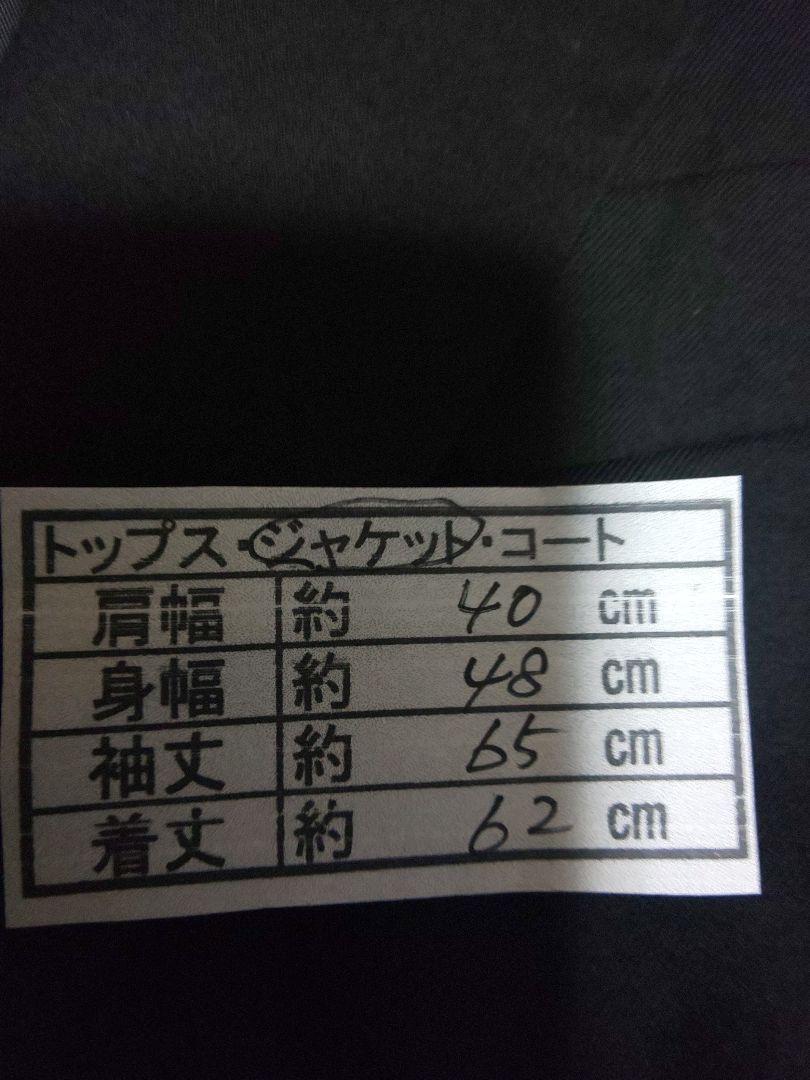 トップス・ジャケット・コート
肩幅 約 40 cm
身幅 約 48 cm
袖丈 約 65 cm
着丈 約 62 cm